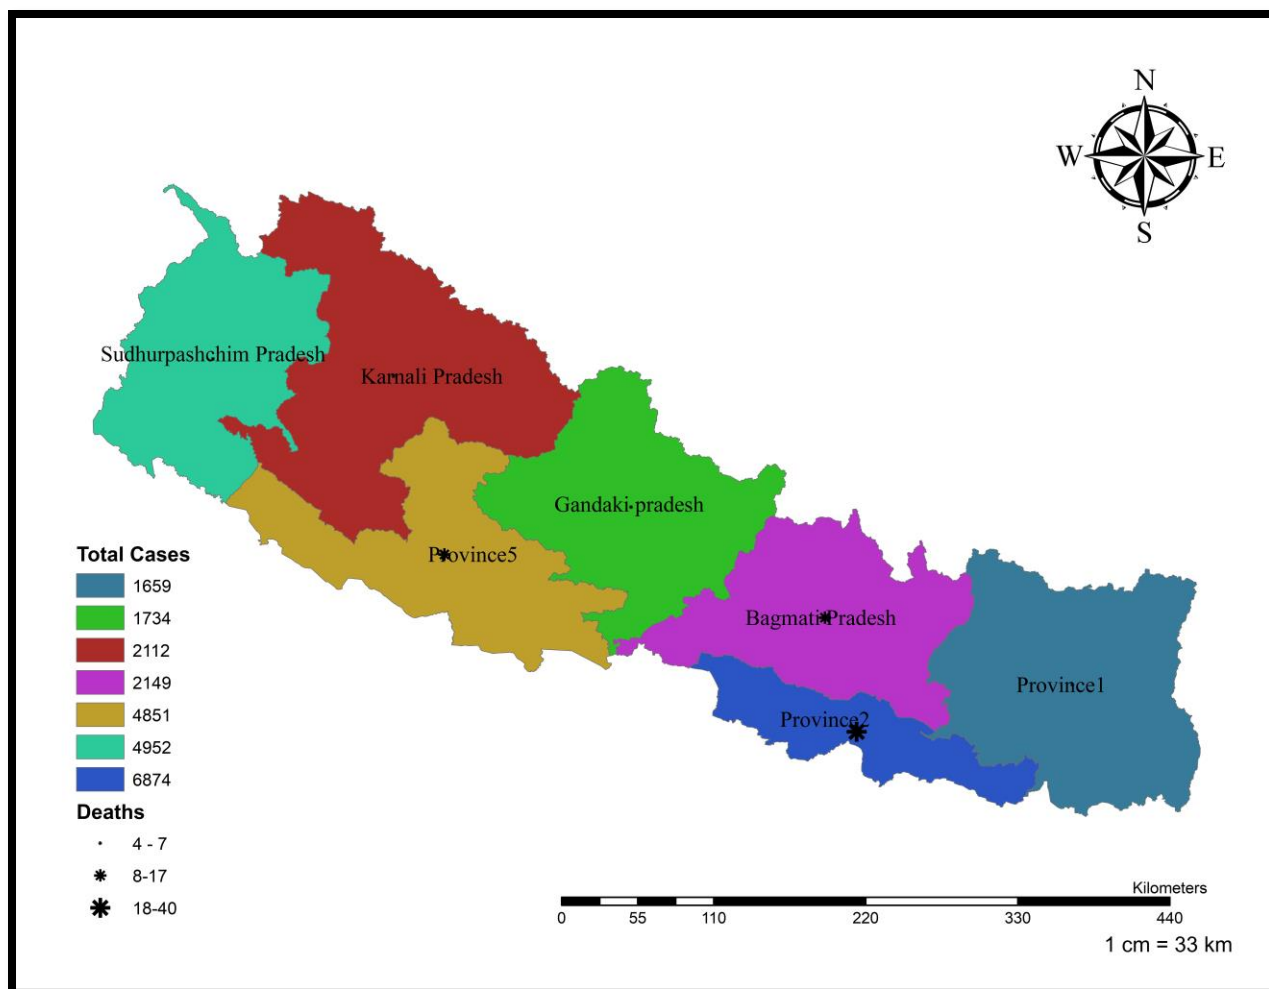 N
W E
S
Sudhurpashchim Pradesh
Karnali Pradesh
Gandaki pradesh
Province5
Bagmati Pradesh
Province1
Province2
Total Cases
1659
1734
2112
2149
4851
4952
6874
Deaths
4 - 7
8-17
18-40
Kilometers
0 55 110 220 330 440
1 cm = 33 km